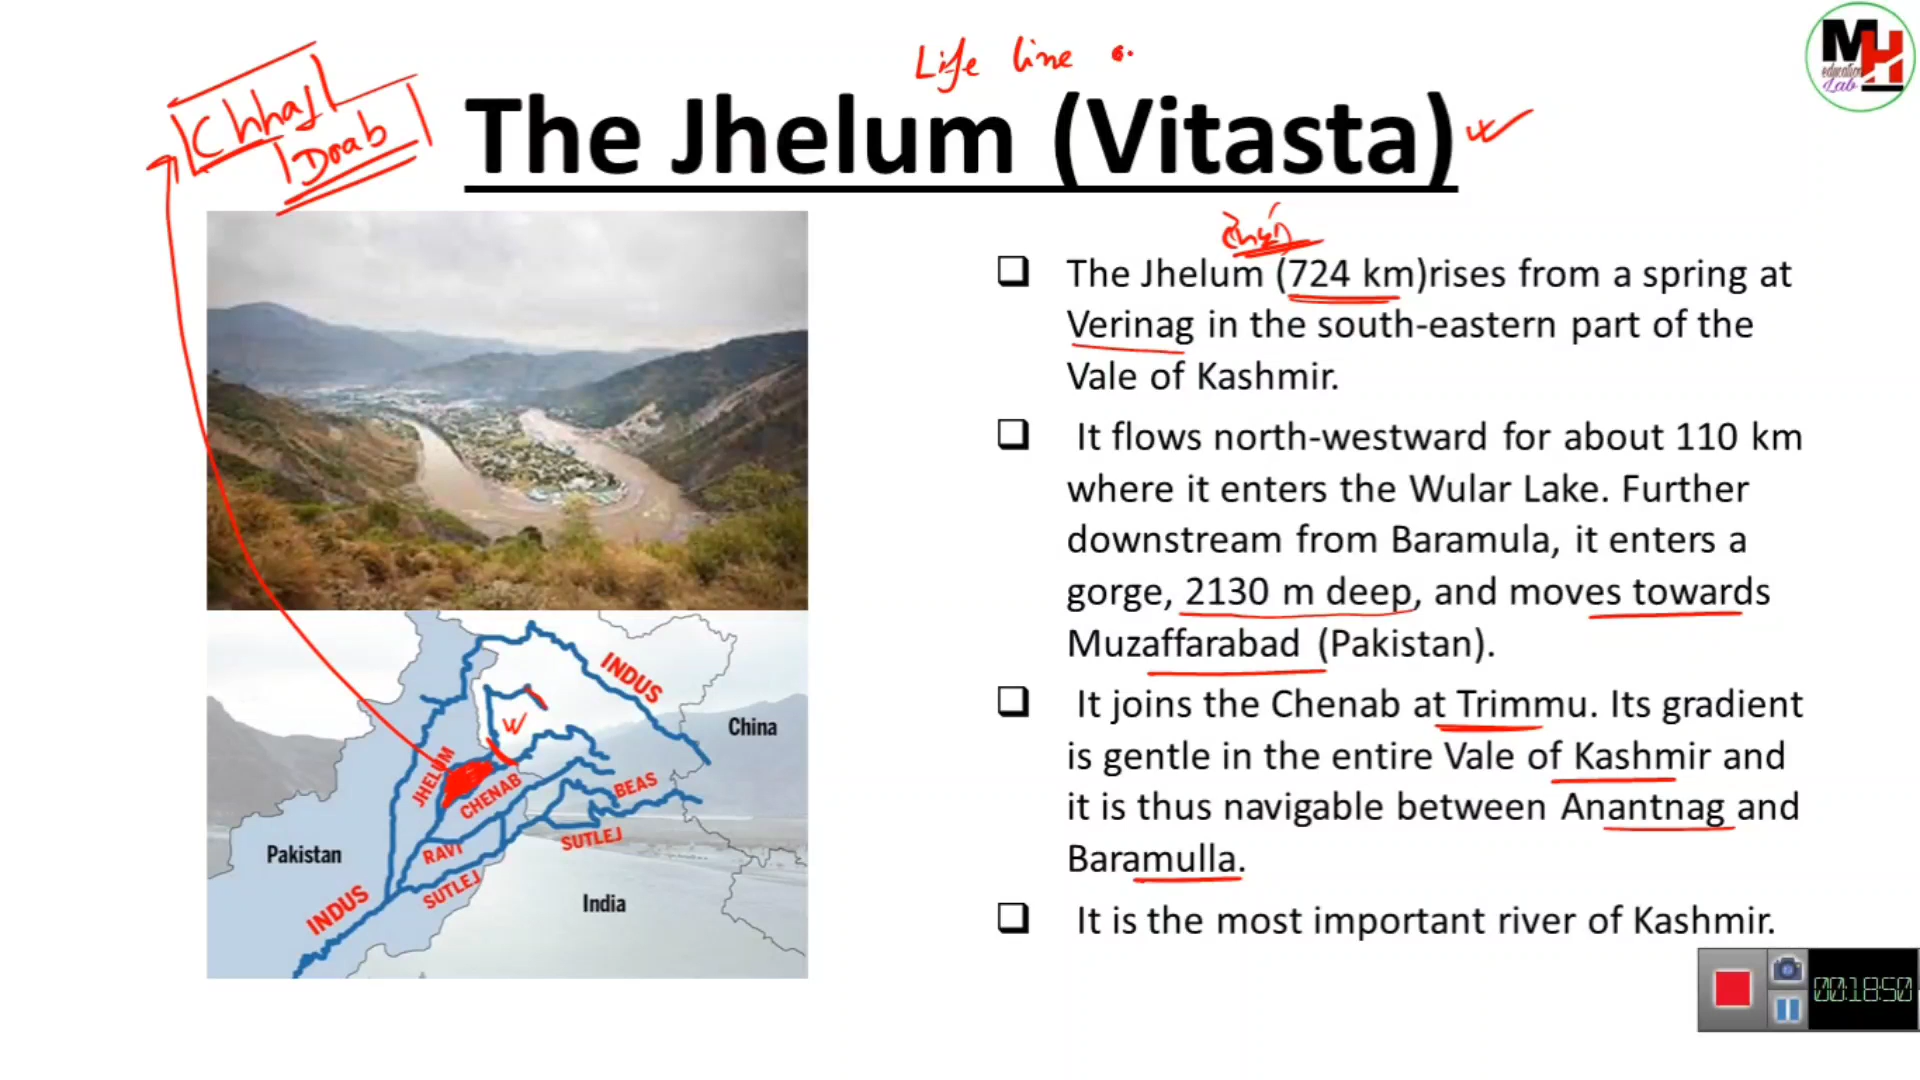 Life line
Chhaj
Doab
The Jhelum (Vitasta)
MH
education
Lab
The Jhelum (724 km)rises from a spring at
Verinag in the south-eastern part of the
Vale of Kashmir.
It flows north-westward for about 110 km
where it enters the Wular Lake. Further
downstream from Baramula, it enters a
gorge, 2130 m deep, and moves towards
Muzaffarabad (Pakistan).
It joins the Chenab at Trimmu. Its gradient
is gentle in the entire Vale of Kashmir and
it is thus navigable between Anantnag and
Baramulla.
It is the most important river of Kashmir.
INDUS
China
W
JHELUM
CHENAB
BEAS
SUTLEJ
RAVI
Pakistan
SUTLEJ
INDUS
India
00:18:50